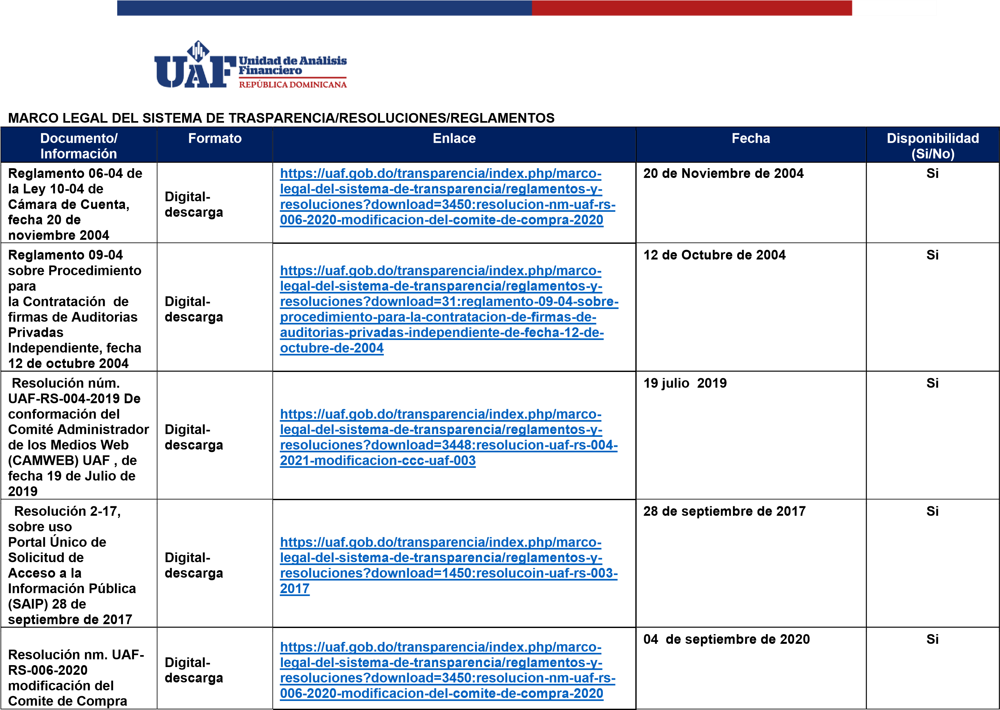 UAF Unidad de Análisis
Financiero
REPÚBLICA DOMINICANA
MARCO LEGAL DEL SISTEMA DE TRASPARENCIA/RESOLUCIONES/REGLAMENTOS
Documento/
Información
Formato
Enlace
Fecha
Disponibilidad
(Si/No)
Reglamento 06-04 de
la Ley 10-04 de
Cámara de Cuenta,
fecha 20 de
noviembre 2004
Digital-
descarga
https://uaf.gob.do/transparencia/index.php/marco-
legal-del-sistema-de-transparencia/reglamentos-y-
resoluciones?download=3450:resolucion-nm-uaf-rs-
006-2020-modificacion-del-comite-de-compra-2020
20 de Noviembre de 2004
Si
Reglamento 09-04
sobre Procedimiento
para
la Contratación  de
firmas de Auditorias
Privadas
Independiente, fecha
12 de octubre 2004
Digital-
descarga
https://uaf.gob.do/transparencia/index.php/marco-
legal-del-sistema-de-transparencia/reglamentos-y-
resoluciones?download=31:reglamento-09-04-sobre-
procedimiento-para-la-contratacion-de-firmas-de-
auditorias-privadas-independiente-de-fecha-12-de-
octubre-de-2004
12 de Octubre de 2004
Si
Resolución núm.
UAF-RS-004-2019 De
conformación del
Comité Administrador
de los Medios Web
(CAMWEB) UAF , de
fecha 19 de Julio de
2019
Digital-
descarga
https://uaf.gob.do/transparencia/index.php/marco-
legal-del-sistema-de-transparencia/reglamentos-y-
resoluciones?download=3448:resolucion-uaf-rs-004-
2021-modificacion-ccc-uaf-003
19 julio  2019
Si
Resolución 2-17,
sobre uso
Portal Único de
Solicitud de
Acceso a la
Información Pública
(SAIP) 28 de
septiembre de 2017
Digital-
descarga
https://uaf.gob.do/transparencia/index.php/marco-
legal-del-sistema-de-transparencia/reglamentos-y-
resoluciones?download=1450:resolucoin-uaf-rs-003-
2017
28 de septiembre de 2017
Si
Resolución nm. UAF-
RS-006-2020
modificación del
Comite de Compra
Digital-
descarga
https://uaf.gob.do/transparencia/index.php/marco-
legal-del-sistema-de-transparencia/reglamentos-y-
resoluciones?download=3450:resolucion-nm-uaf-rs-
006-2020-modificacion-del-comite-de-compra-2020
04  de septiembre de 2020
Si